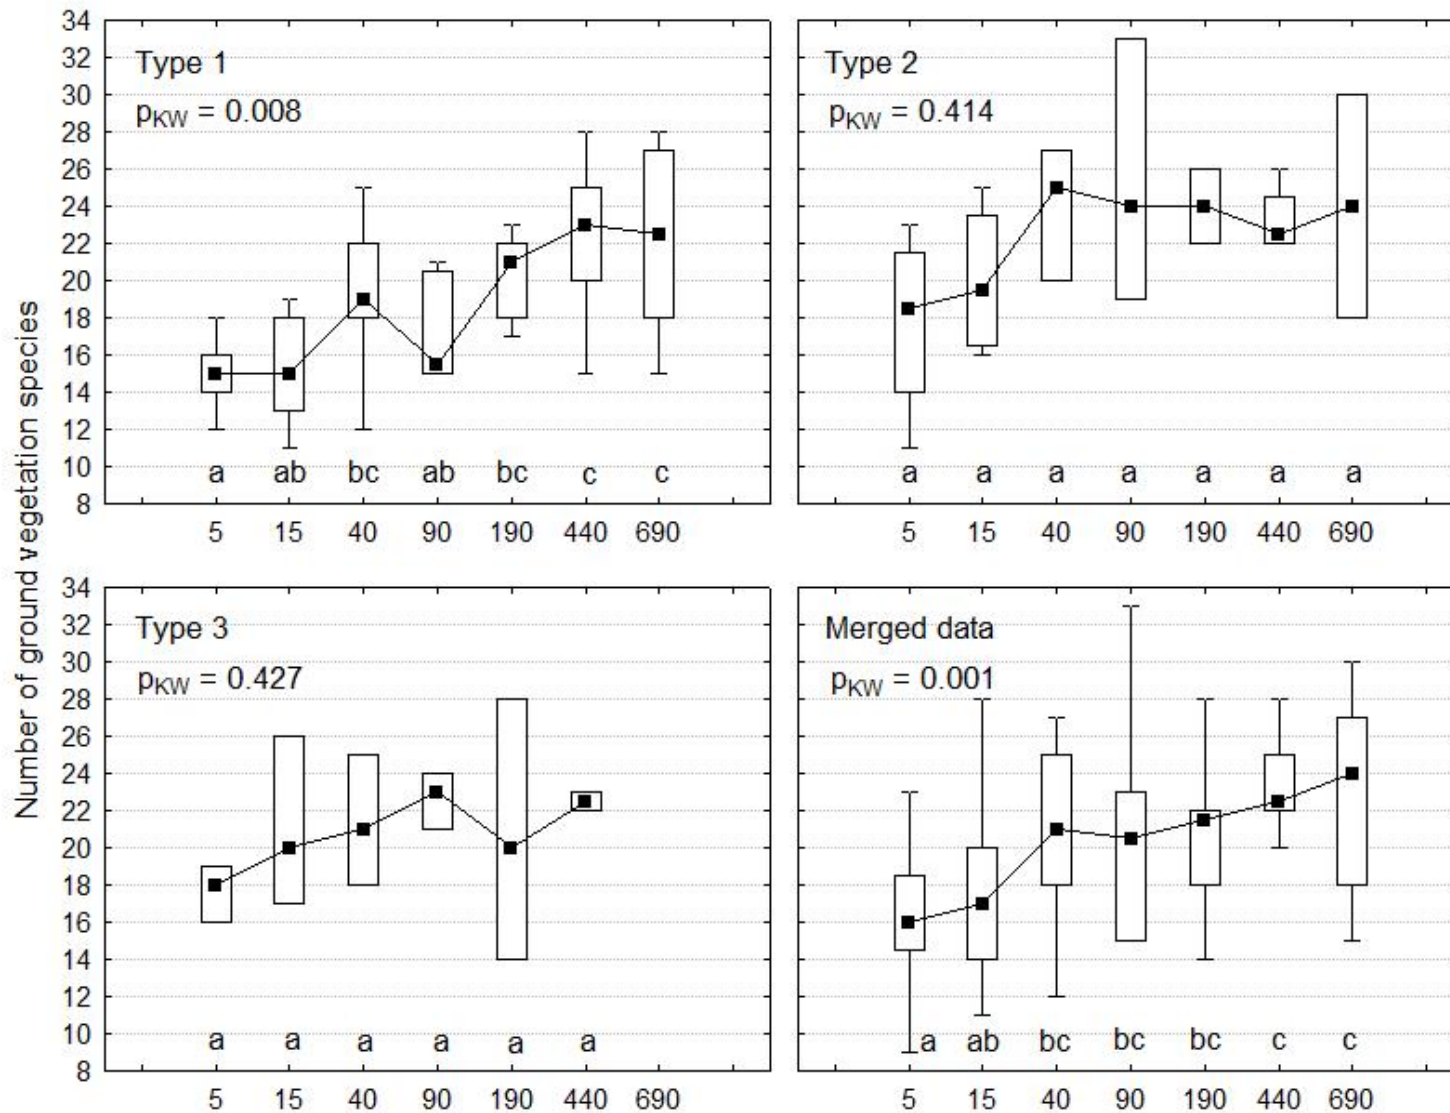 Number of ground vegetation species
Type 1
pKW = 0.008
34
32
30
28
26
24
22
20
18
16
14
12
10
8
a ab bc ab bc c c
5 15 40 90 190 440 690
Type 2
pKW = 0.414
a a a a a a a
5 15 40 90 190 440 690
Type 3
pKW = 0.427
34
32
30
28
26
24
22
20
18
16
14
12
10
8
a a a a a a
5 15 40 90 190 440 690
Merged data
pKW = 0.001
a ab bc bc bc c c
5 15 40 90 190 440 690